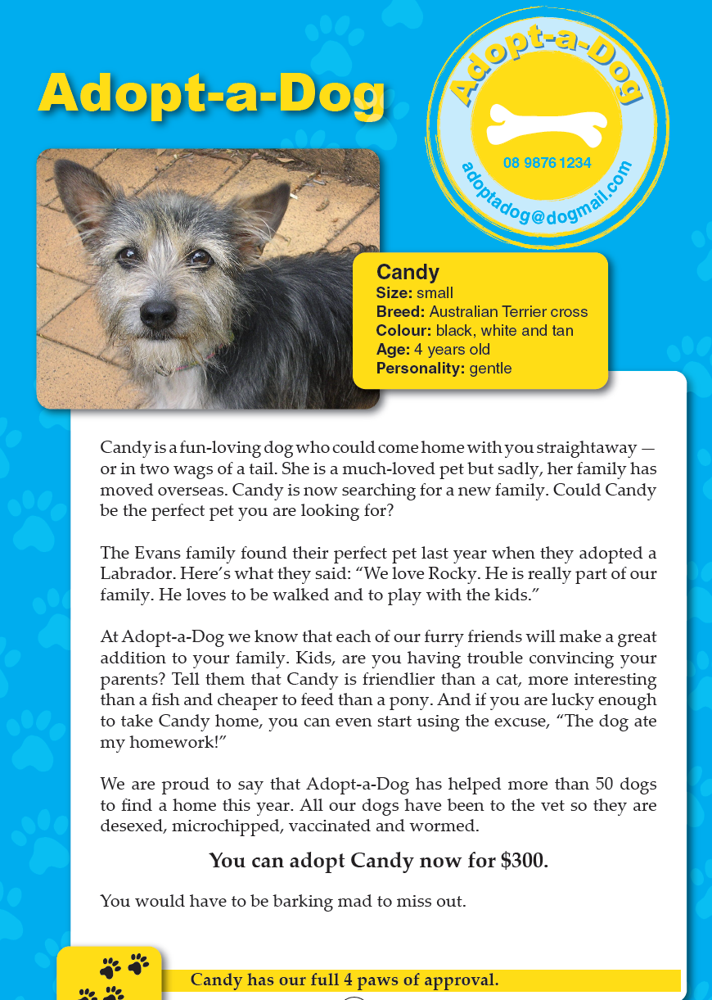 Adopt-a-Dog
Adopt-a-Dog
08 9876 1234
adoptadog@dogmail.com
Candy
Size: small
Breed: Australian Terrier cross
Colour: black, white and tan
Age: 4 years old
Personality: gentle
Candy is a fun-loving dog who could come home with you straightaway —
or in two wags of a tail. She is a much-loved pet but sadly, her family has
moved overseas. Candy is now searching for a new family. Could Candy
be the perfect pet you are looking for?
The Evans family found their perfect pet last year when they adopted a
Labrador. Here’s what they said: “We love Rocky. He is really part of our
family. He loves to be walked and to play with the kids.”
At Adopt-a-Dog we know that each of our furry friends will make a great
addition to your family. Kids, are you having trouble convincing your
parents? Tell them that Candy is friendlier than a cat, more interesting
than a fish and cheaper to feed than a pony. And if you are lucky enough
to take Candy home, you can even start using the excuse, “The dog ate
my homework!”
We are proud to say that Adopt-a-Dog has helped more than 50 dogs
to find a home this year. All our dogs have been to the vet so they are
desexed, microchipped, vaccinated and wormed.
You can adopt Candy now for $300.
You would have to be barking mad to miss out.
Candy has our full 4 paws of approval.